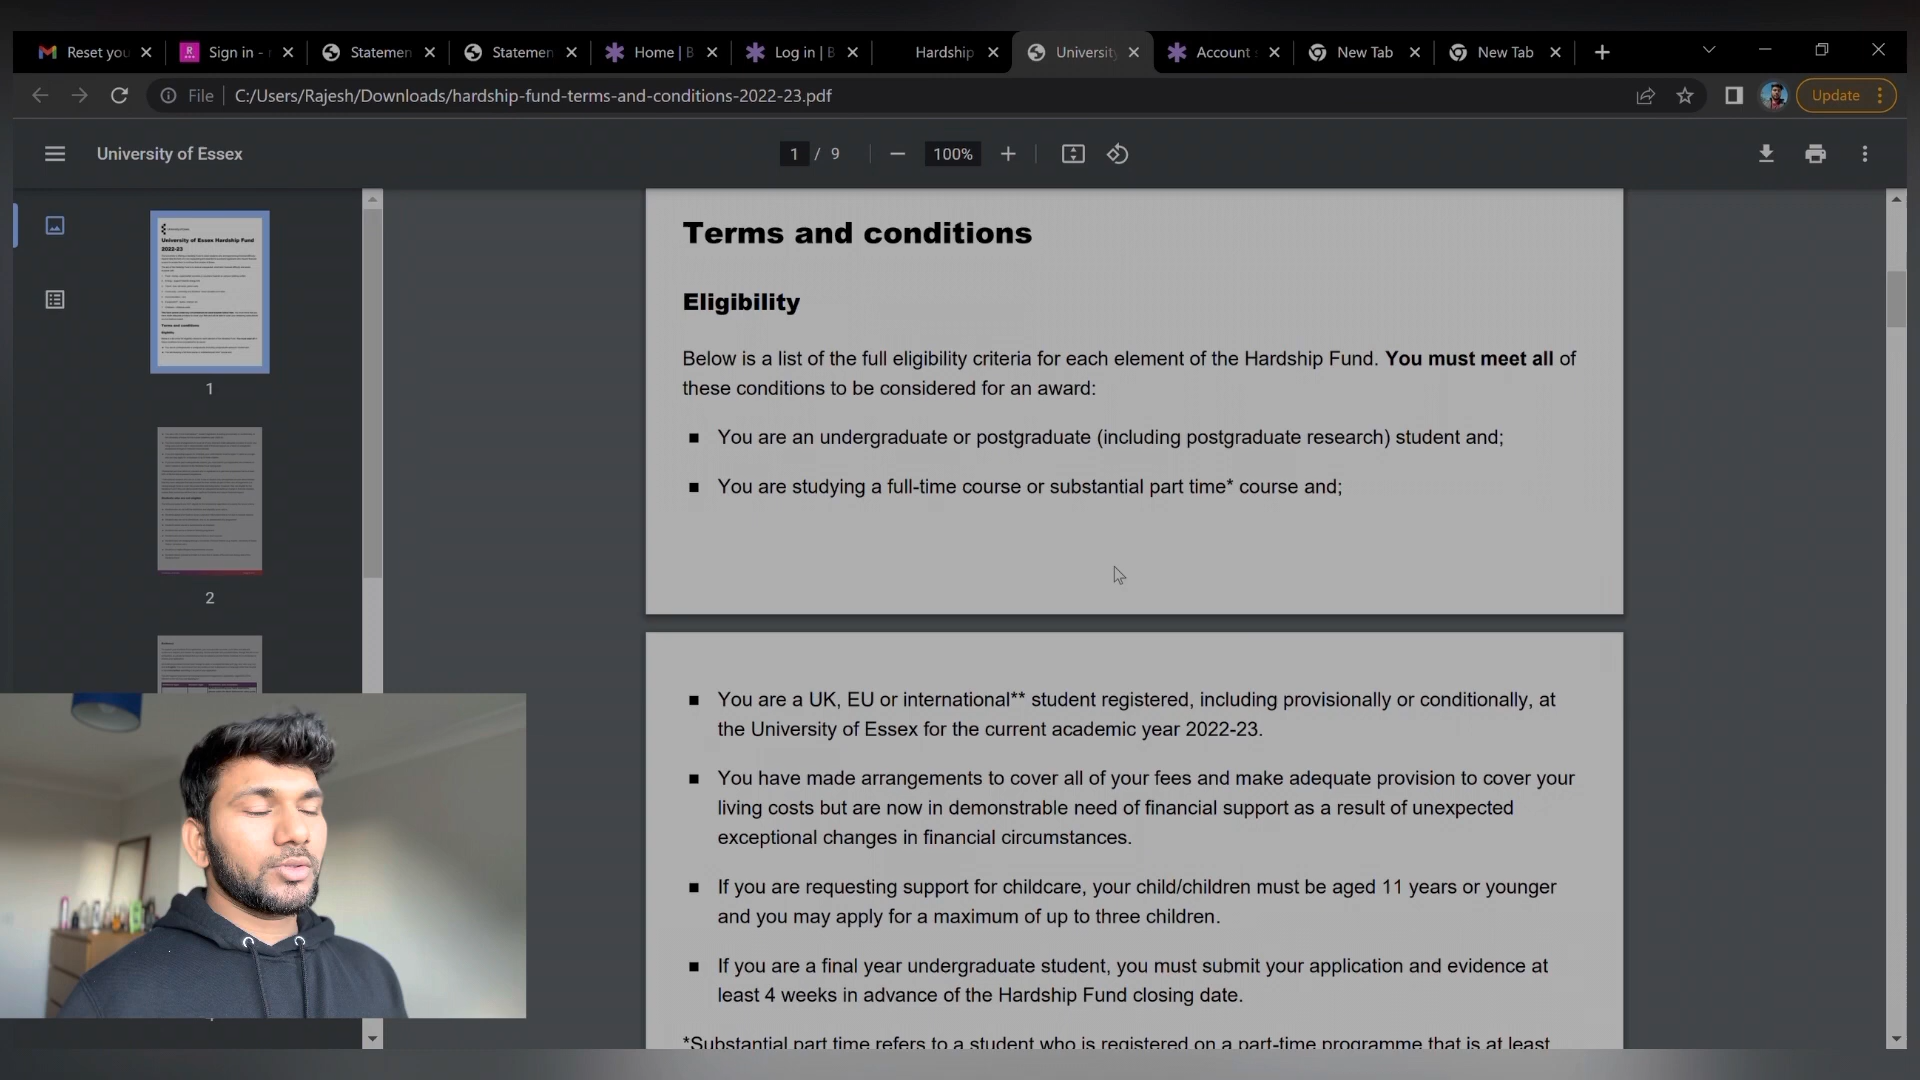 Reset you
Sign in -
Statemen
Statemen
Home | B
Log in | B
Hardship
University
Account
New Tab
New Tab
File
C:/Users/Rajesh/Downloads/hardship-fund-terms-and-conditions-2022-23.pdf
Update
University of Essex
1 / 9
100%
University of Essex Hardship Fund
2022-23
Terms and conditions
1
2
Terms and conditions
Eligibility
Below is a list of the full eligibility criteria for each element of the Hardship Fund. You must meet all of
these conditions to be considered for an award:
■ You are an undergraduate or postgraduate (including postgraduate research) student and;
■ You are studying a full-time course or substantial part time* course and;
■ You are a UK, EU or international** student registered, including provisionally or conditionally, at
the University of Essex for the current academic year 2022-23.
■ You have made arrangements to cover all of your fees and make adequate provision to cover your
living costs but are now in demonstrable need of financial support as a result of unexpected
exceptional changes in financial circumstances.
■ If you are requesting support for childcare, your child/children must be aged 11 years or younger
and you may apply for a maximum of up to three children.
■ If you are a final year undergraduate student, you must submit your application and evidence at
least 4 weeks in advance of the Hardship Fund closing date.
*Substantial part time refers to a student who is registered on a part-time programme that is at least